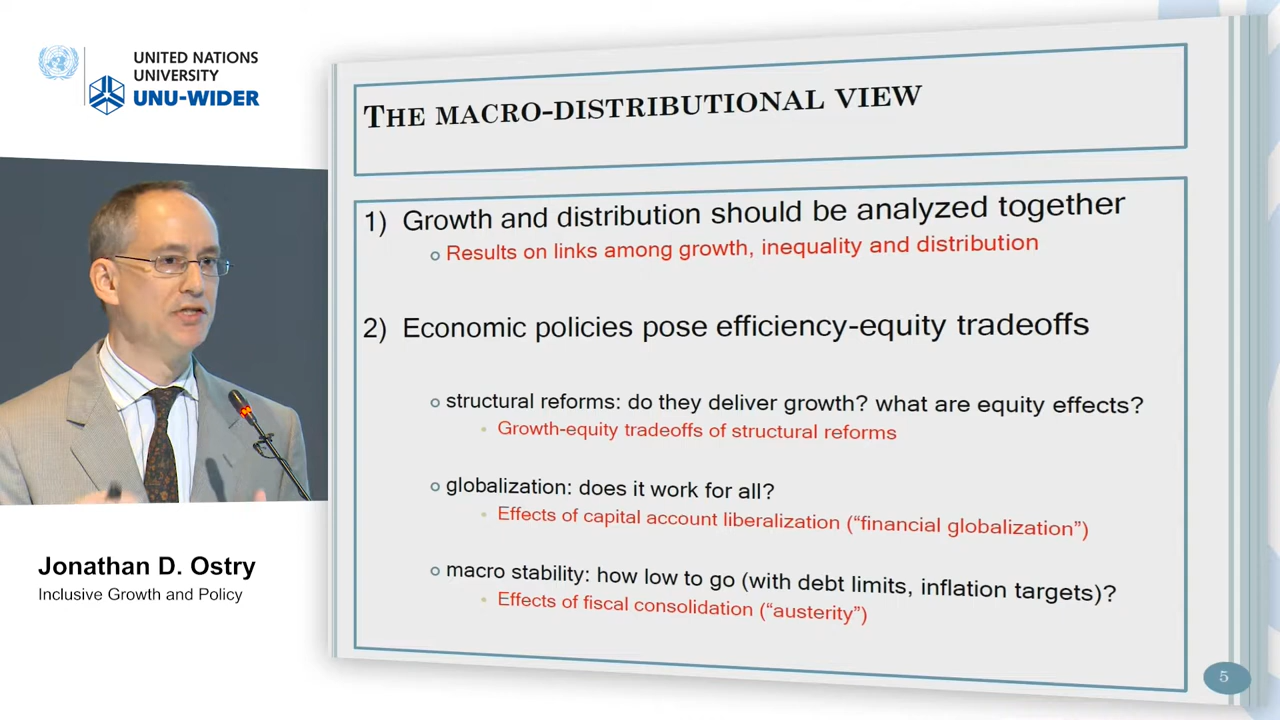 UNITED NATIONS
UNIVERSITY
UNU-WIDER
THE MACRO-DISTRIBUTIONAL VIEW
1) Growth and distribution should be analyzed together
Results on links among growth, inequality and distribution
2) Economic policies pose efficiency-equity tradeoffs
structural reforms: do they deliver growth? what are equity effects?
Growth-equity tradeoffs of structural reforms
globalization: does it work for all?
Effects of capital account liberalization (“financial globalization”)
macro stability: how low to go (with debt limits, inflation targets)?
Effects of fiscal consolidation (“austerity”)
5
Jonathan D. Ostry
Inclusive Growth and Policy